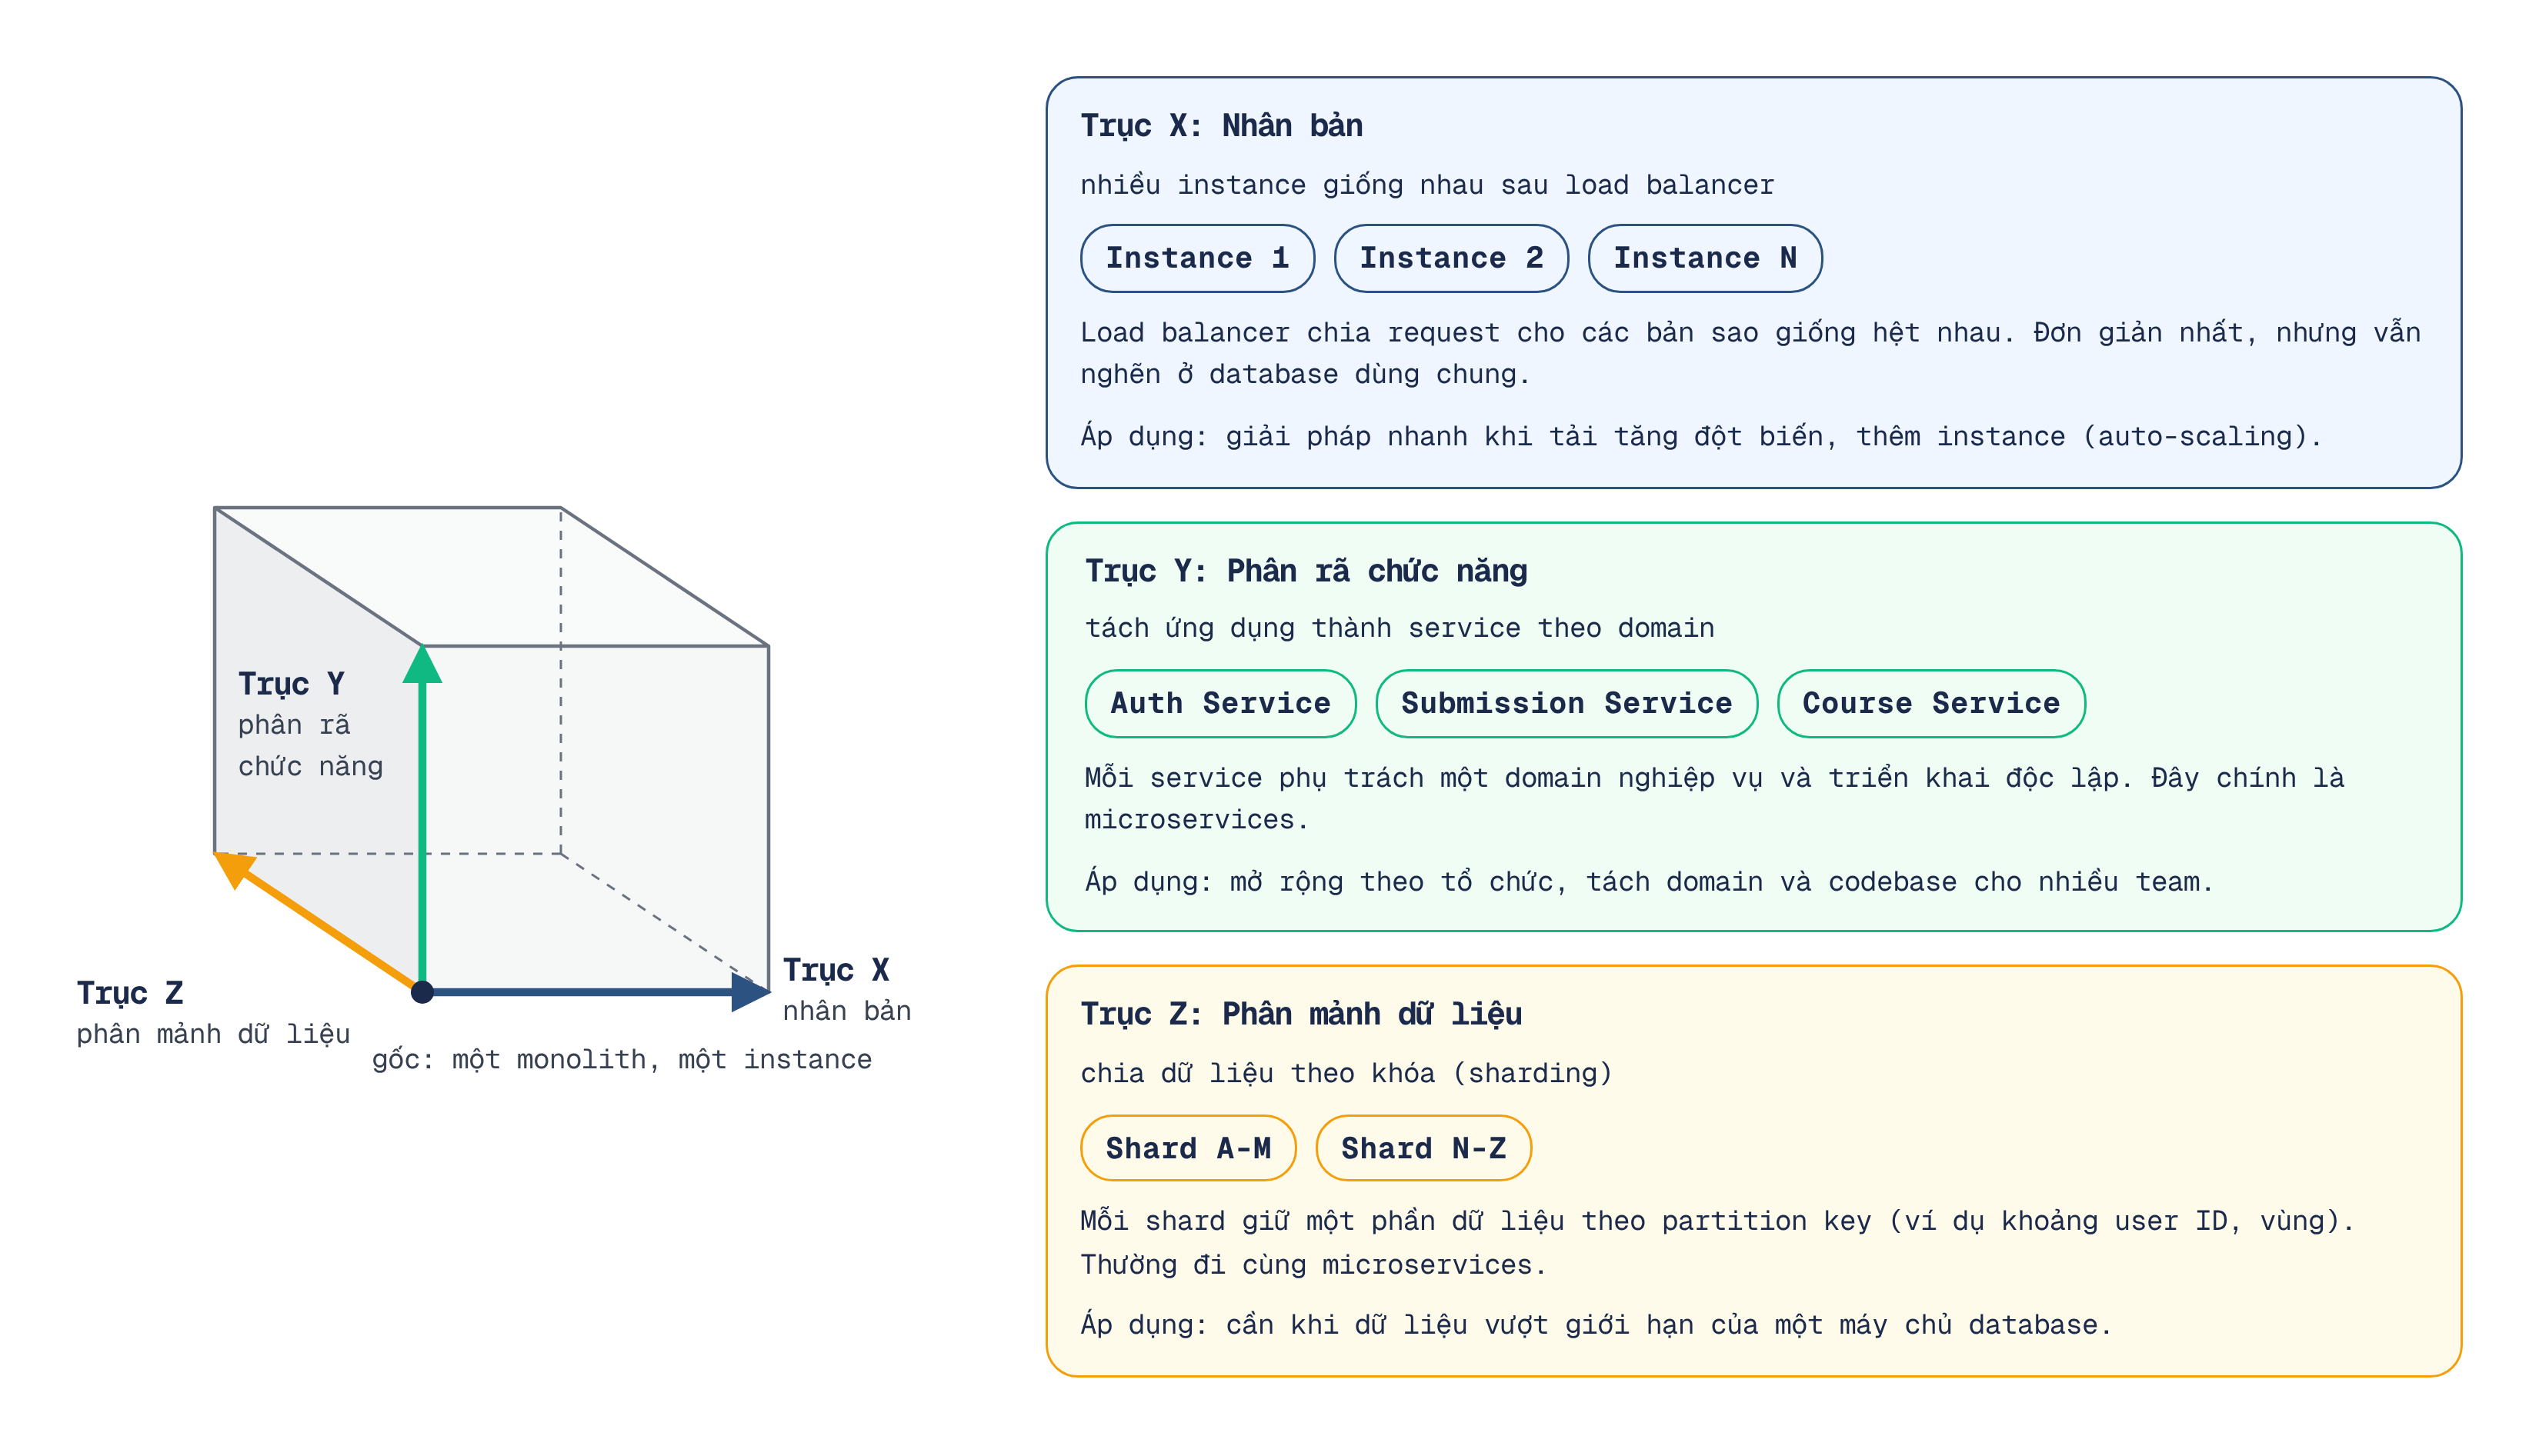 Trục Y
phân rã
chức năng
Trục Z
phân mảnh dữ liệu
Trục X
nhân bản
gốc: một monolith, một instance
Trục X: Nhân bản
nhiều instance giống nhau sau load balancer
Instance 1
Instance 2
Instance N
Load balancer chia request cho các bản sao giống hệt nhau. Đơn giản nhất, nhưng vẫn
nghẽn ở database dùng chung.
Áp dụng: giải pháp nhanh khi tải tăng đột biến, thêm instance (auto-scaling).
Trục Y: Phân rã chức năng
tách ứng dụng thành service theo domain
Auth Service
Submission Service
Course Service
Mỗi service phụ trách một domain nghiệp vụ và triển khai độc lập. Đây chính là
microservices.
Áp dụng: mở rộng theo tổ chức, tách domain và codebase cho nhiều team.
Trục Z: Phân mảnh dữ liệu
chia dữ liệu theo khóa (sharding)
Shard A-M
Shard N-Z
Mỗi shard giữ một phần dữ liệu theo partition key (ví dụ khoảng user ID, vùng).
Thường đi cùng microservices.
Áp dụng: cần khi dữ liệu vượt giới hạn của một máy chủ database.